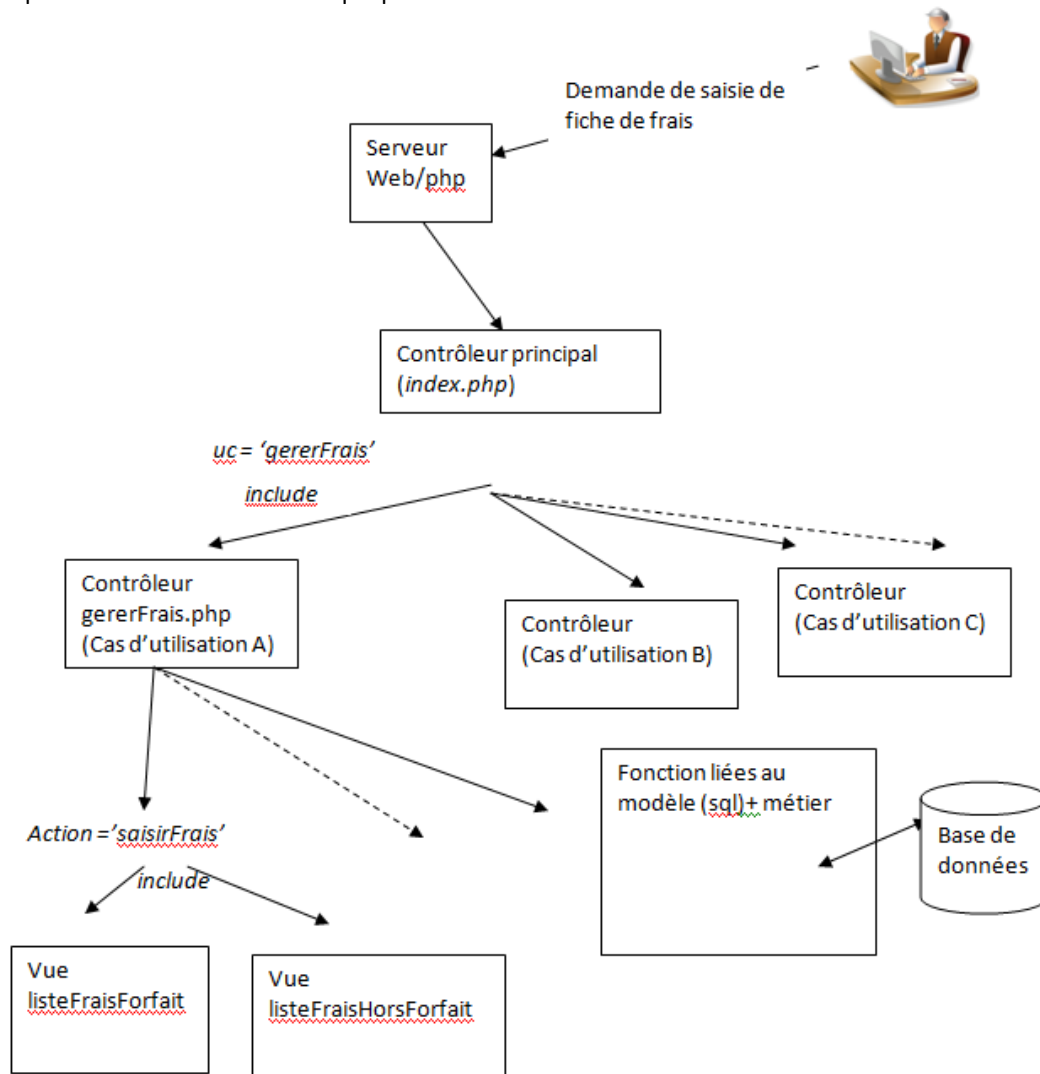 Demande de saisie de
fiche de frais
Serveur
Web/php
Contrôleur principal
(index.php)
uc = ‘gererFrais’
include
Contrôleur
gererFrais.php
(Cas d’utilisation A)
Contrôleur
(Cas d’utilisation B)
Contrôleur
(Cas d’utilisation C)
Fonction liées au
modèle (sql)+ métier
Base de
données
Action =’saisirFrais’
include
Vue
listeFraisForfait
Vue
listeFraisHorsForfait